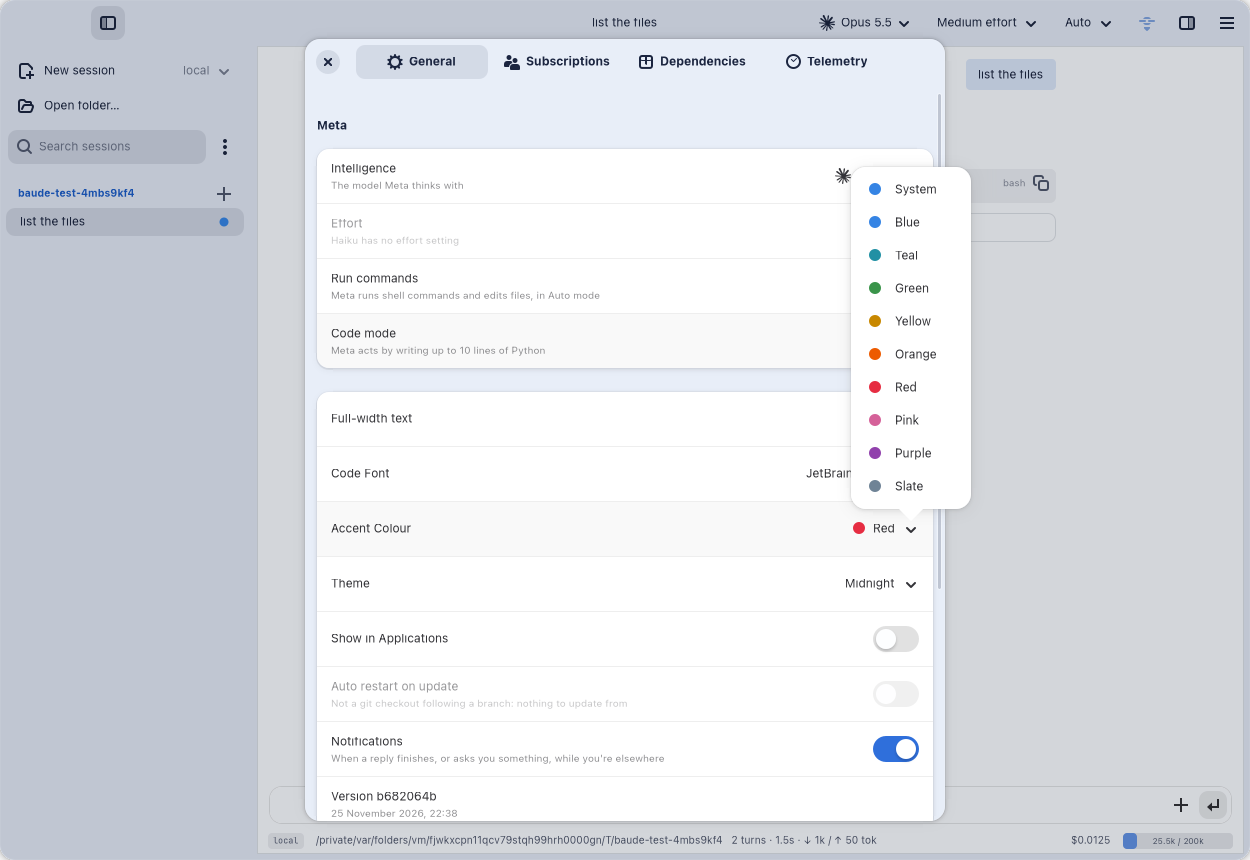 list the files
Opus 5.5
Medium effort
Auto
New session
local
Open folder...
Search sessions
baude-test-4mbs9kf4
list the files
General
Subscriptions
Dependencies
Telemetry
list the files
bash
Meta
Intelligence
The model Meta thinks with
Effort
Haiku has no effort setting
Run commands
Meta runs shell commands and edits files, in Auto mode
Code mode
Meta acts by writing up to 10 lines of Python
System
Blue
Teal
Green
Yellow
Orange
Red
Pink
Purple
Slate
Full-width text
Code Font
JetBrain
Accent Colour
Red
Theme
Midnight
Show in Applications
Auto restart on update
Not a git checkout following a branch: nothing to update from
Notifications
When a reply finishes, or asks you something, while you're elsewhere
Version b682064b
25 November 2026, 22:38
local
/private/var/folders/vm/fjwkxcpn11qcv79stqh99hrh0000gn/T/baude-test-4mbs9kf4
2 turns · 1.5s · ↓ 1k / ↑ 50 tok
$0.0125
25.5k / 200k